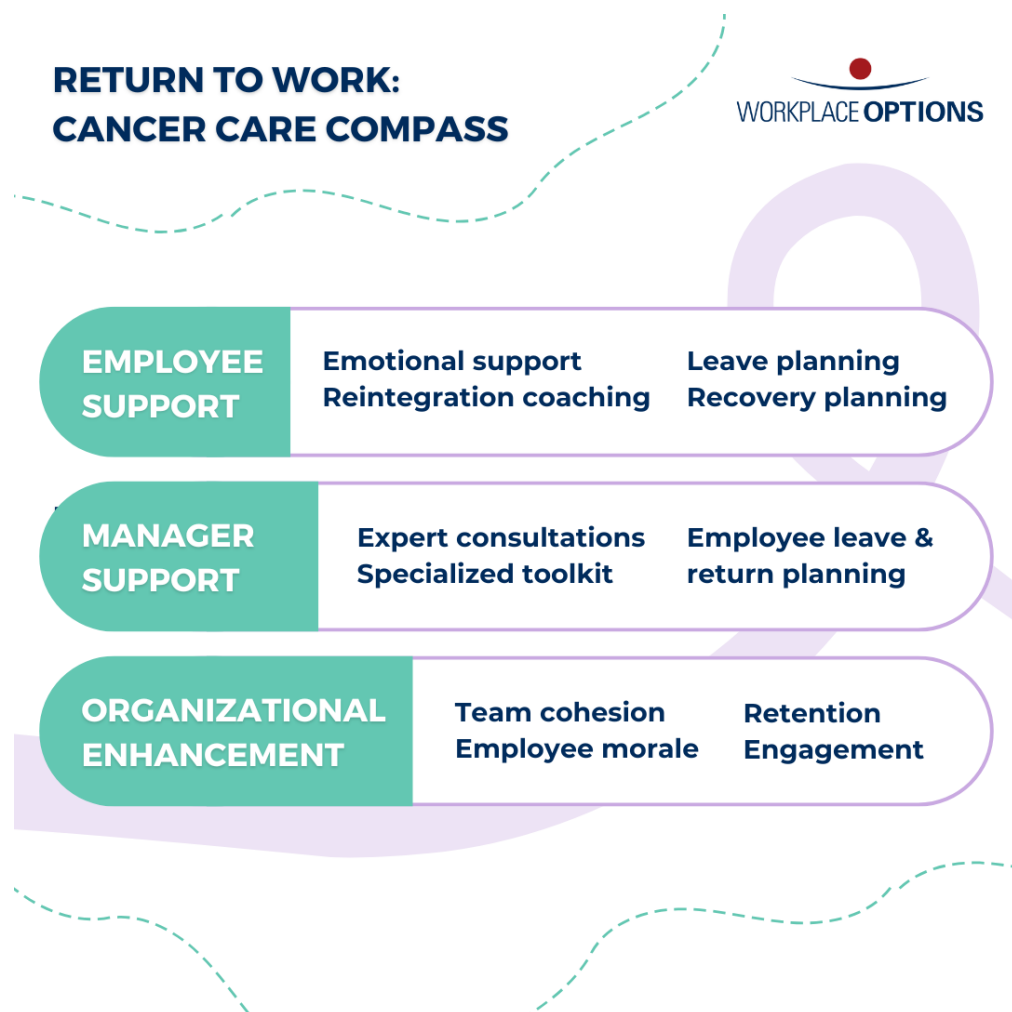 RETURN TO WORK:
CANCER CARE COMPASS
WORKPLACE OPTIONS
EMPLOYEE
SUPPORT
Emotional support
Reintegration coaching
Leave planning
Recovery planning
MANAGER
SUPPORT
Expert consultations
Specialized toolkit
Employee leave &
return planning
ORGANIZATIONAL
ENHANCEMENT
Team cohesion
Employee morale
Retention
Engagement